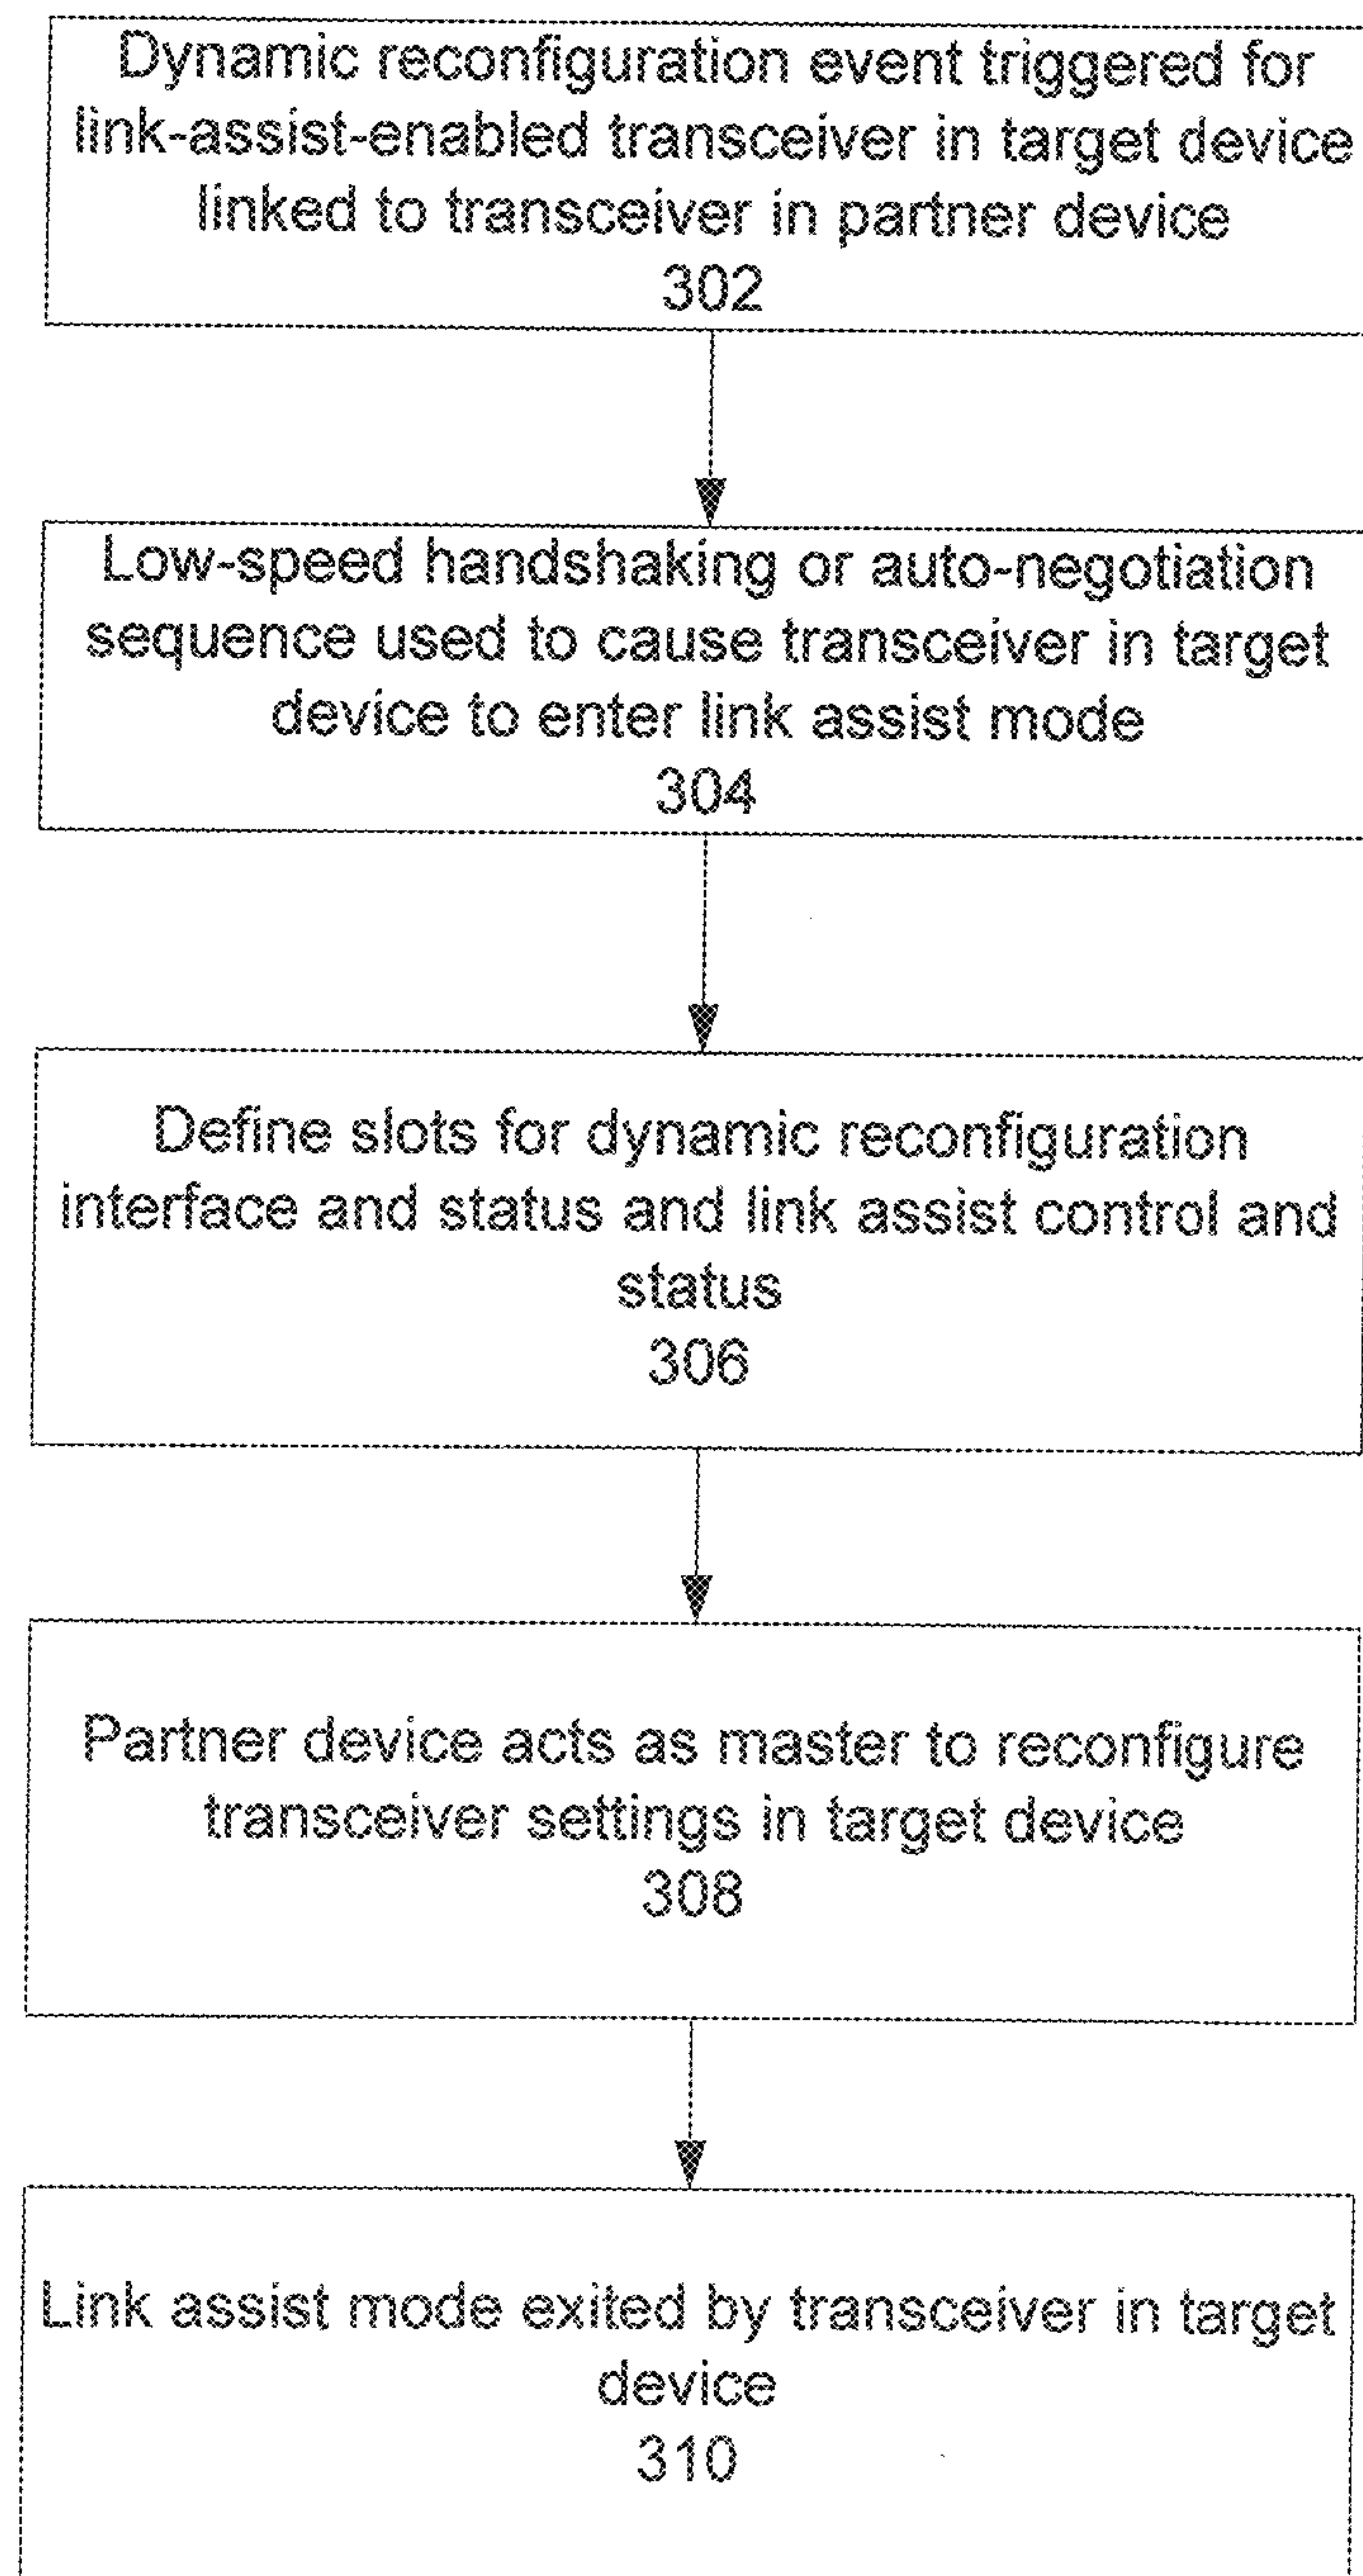 Dynamic reconfiguration event triggered for
link-assist-enabled transceiver in target device
linked to transceiver in partner device
302
Low-speed handshaking or auto-negotiation
sequence used to cause transceiver in target
device to enter link assist mode
304
Define slots for dynamic reconfiguration
interface and status and link assist control and
status
306
Partner device acts as master to reconfigure
transceiver settings in target device
308
Link assist mode exited by transceiver in target
device
310